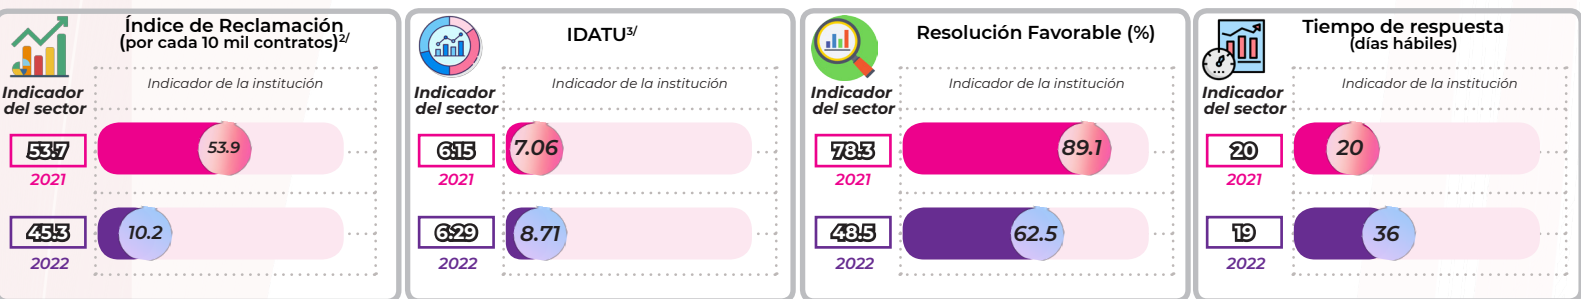 Índice de Reclamación
(por cada 10 mil contratos)2/
Indicador de la institución
Indicador
del sector
53.7
53.9
2021
45.3
10.2
2022
IDATU3/
Indicador de la institución
Indicador
del sector
6.15
7.06
2021
6.29
8.71
2022
Resolución Favorable (%)
Indicador de la institución
Indicador
del sector
78.3
89.1
2021
48.5
62.5
2022
Tiempo de respuesta
(días hábiles)
Indicador de la institución
Indicador
del sector
20
20
2021
19
36
2022